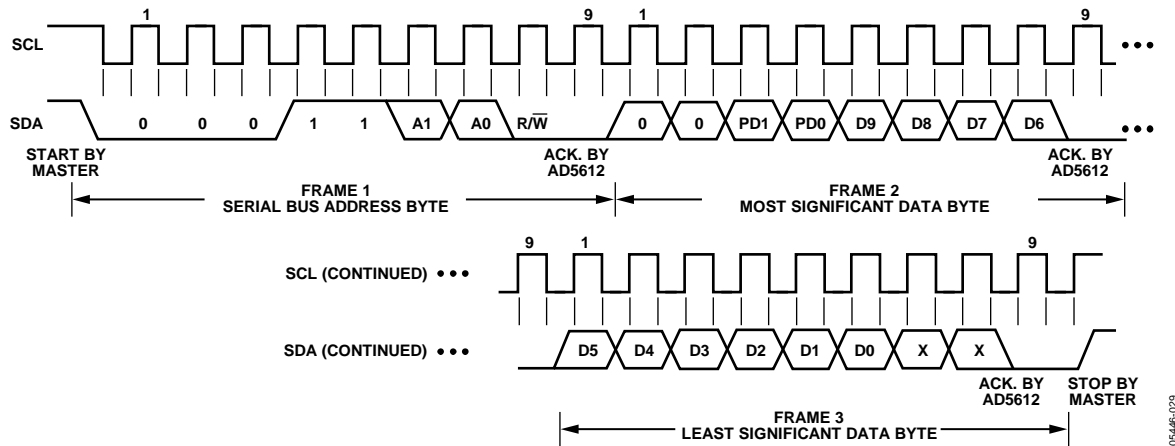 1 9 1 9
SCL
SDA 0 0 0 1 1 A1 A0 R/W̅ 0 0 PD1 PD0 D9 D8 D7 D6
START BY MASTER
ACK. BY AD5612
ACK. BY AD5612
FRAME 1
SERIAL BUS ADDRESS BYTE
FRAME 2
MOST SIGNIFICANT DATA BYTE
9 1 9
SCL (CONTINUED)
SDA (CONTINUED) D5 D4 D3 D2 D1 D0 X X
ACK. BY AD5612
STOP BY MASTER
FRAME 3
LEAST SIGNIFICANT DATA BYTE